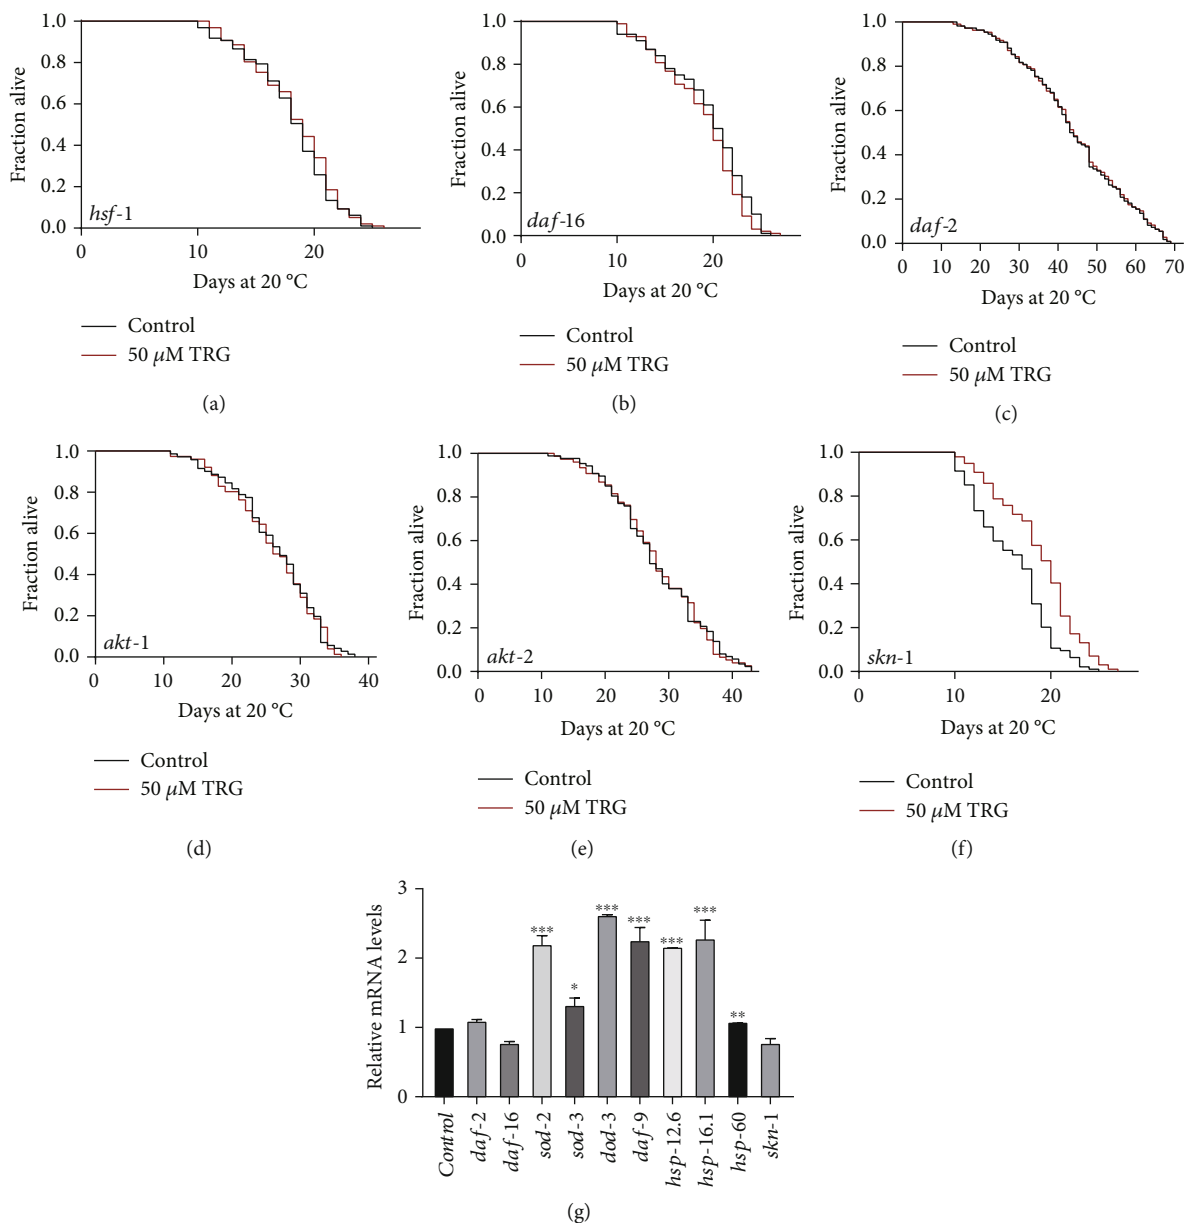 1.0
0.8
0.6
0.4
0.2
0.0
Fraction alive
hsf-1
0 10 20
Days at 20 °C
Control
50 μM TRG
(a)
1.0
0.8
0.6
0.4
0.2
0.0
Fraction alive
daf-16
0 10 20
Days at 20 °C
Control
50 μM TRG
(b)
1.0
0.8
0.6
0.4
0.2
0.0
Fraction alive
daf-2
0 10 20 30 40 50 60 70
Days at 20 °C
Control
50 μM TRG
(c)
1.0
0.8
0.6
0.4
0.2
0.0
Fraction alive
akt-1
0 10 20 30 40
Days at 20 °C
Control
50 μM TRG
(d)
1.0
0.8
0.6
0.4
0.2
0.0
Fraction alive
akt-2
0 10 20 30 40
Days at 20 °C
Control
50 μM TRG
(e)
1.0
0.8
0.6
0.4
0.2
0.0
Fraction alive
skn-1
0 10 20
Days at 20 °C
Control
50 μM TRG
(f)
3
2
1
0
Relative mRNA levels
***
*
***
***
***
***
**
Control
daf-2
daf-16
sod-2
sod-3
dod-3
daf-9
hsp-12.6
hsp-16.1
hsp-60
skn-1
(g)